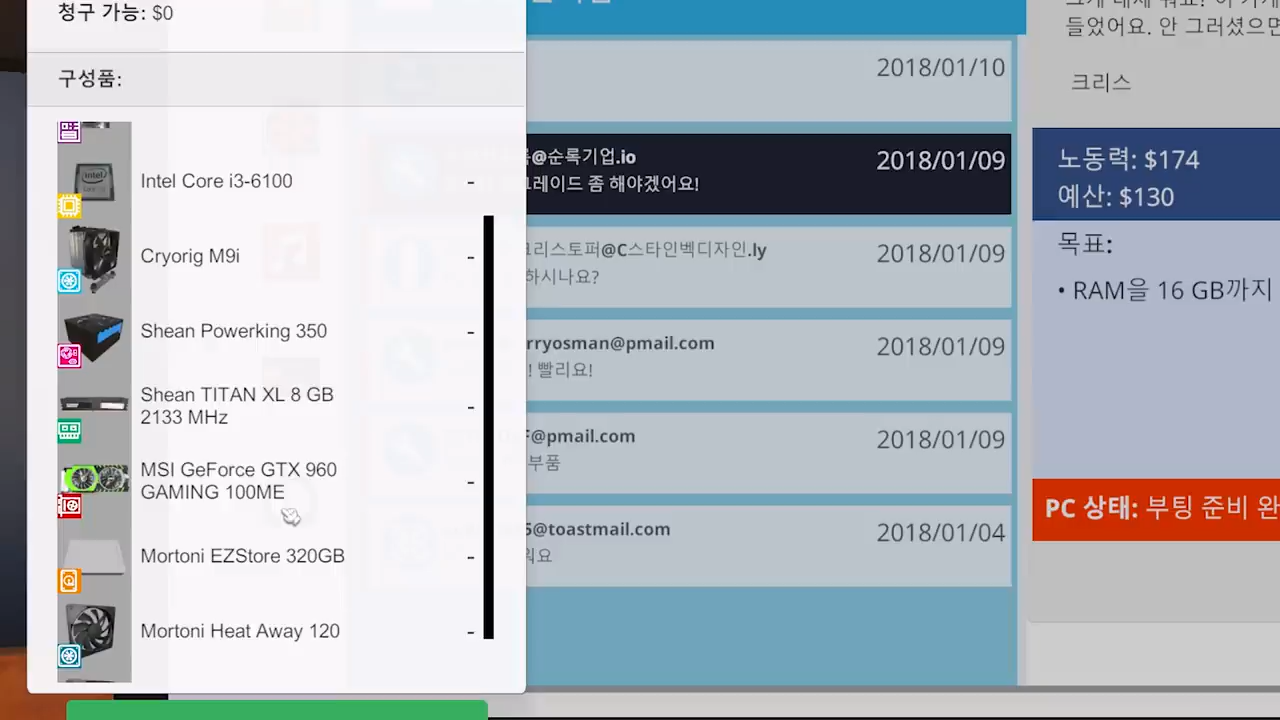 청구 가능: $0
구성품:
Intel Core i3-6100 -
Cryorig M9i -
Shean Powerking 350 -
Shean TITAN XL 8 GB
2133 MHz -
MSI GeForce GTX 960
GAMING 100ME -
Mortoni EZStore 320GB -
Mortoni Heat Away 120 -
2018/01/10
@순록기업.io 2018/01/09
레이드 좀 해야겠어요!
크리스토퍼@C스타인벡디자인.ly 2018/01/09
하시나요?
rryosman@pmail.com 2018/01/09
! 빨리요!
F@pmail.com 2018/01/09
부품
5@toastmail.com 2018/01/04
들었어요. 안 그러셨으면
크리스
노동력: $174
예산: $130
목표:
• RAM을 16 GB까지
PC 상태: 부팅 준비 완